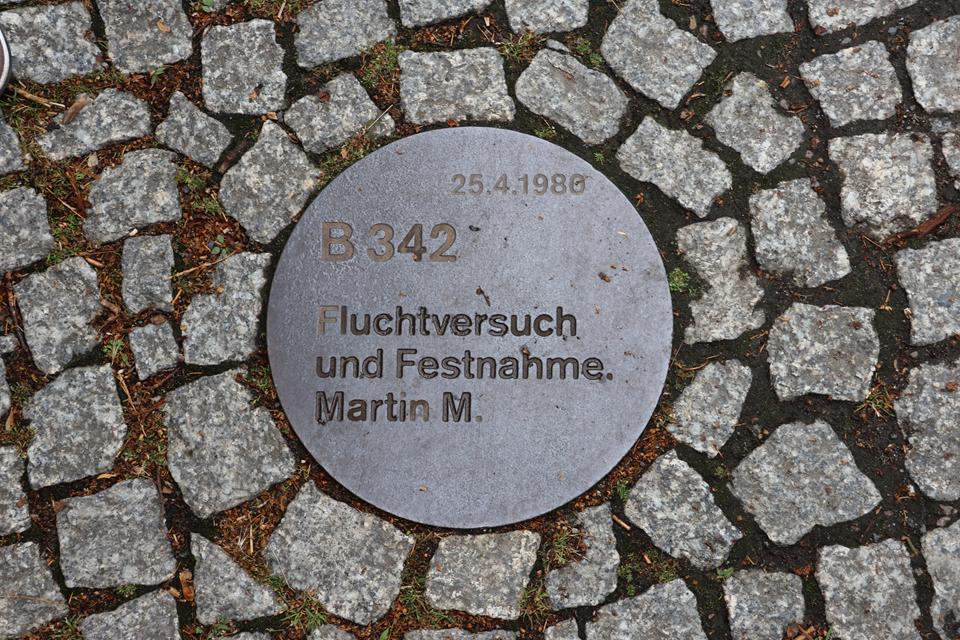 25.4.1980
B 342
Fluchtversuch
und Festnahme.
Martin M.